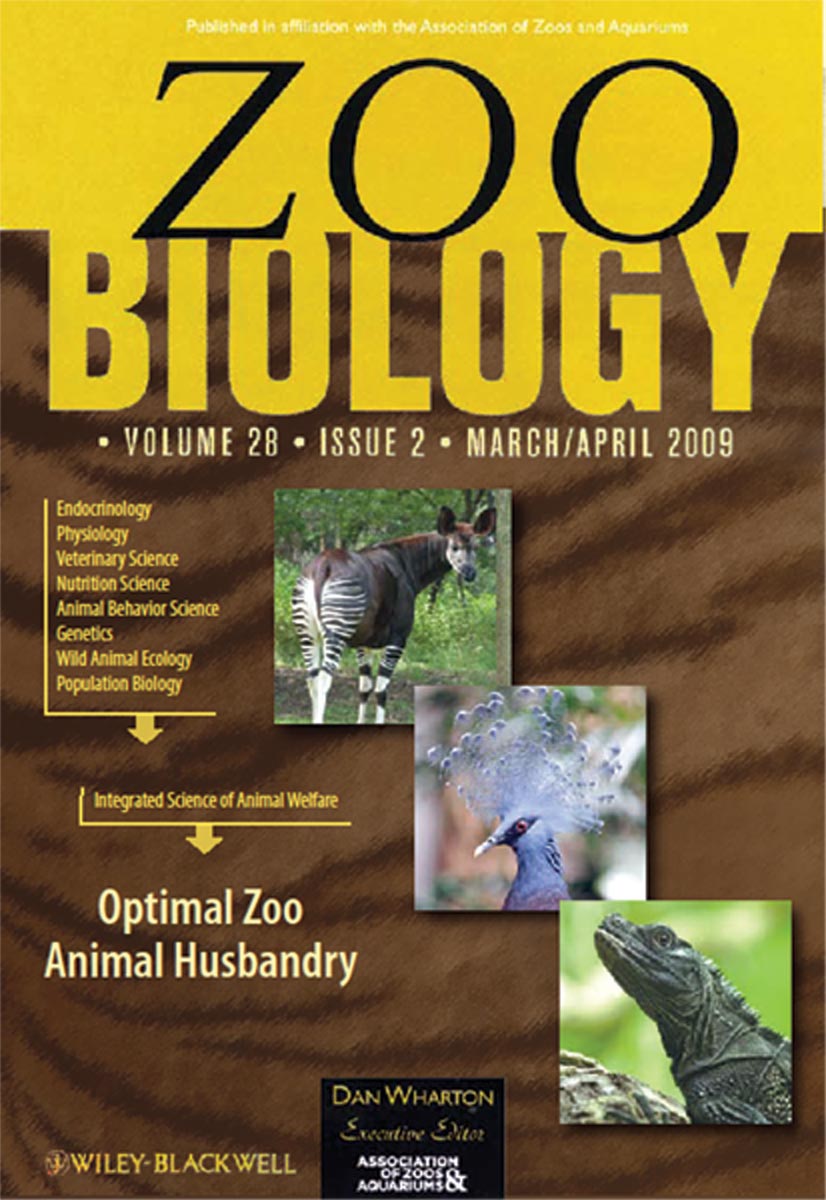 Published in affiliation with the Association of Zoos and Aquariums
ZOO
BIOLOGY
• VOLUME 28 • ISSUE 2 • MARCH/APRIL 2009
Endocrinology
Physiology
Veterinary Science
Nutrition Science
Animal Behavior Science
Genetics
Wild Animal Ecology
Population Biology
Integrated Science of Animal Welfare
Optimal Zoo
Animal Husbandry
DAN WHARTON
Executive Editor
WILEY-BLACKWELL
ASSOCIATION
OF ZOOS
AQUARIUMS&